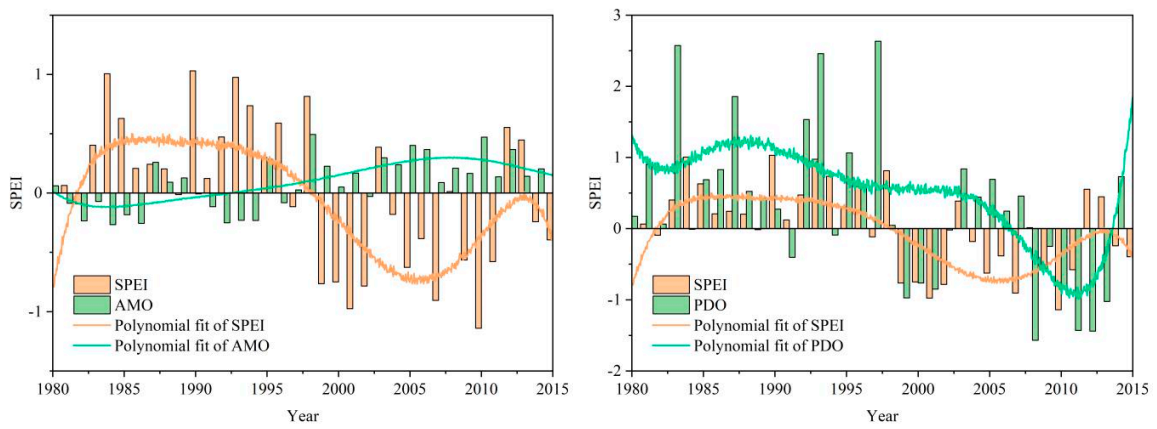 SPEI
1
0
-1
SPEI
AMO
Polynomial fit of SPEI
Polynomial fit of AMO
1980 1985 1990 1995 2000 2005 2010 2015
Year
SPEI
3
2
1
0
-1
-2
SPEI
PDO
Polynomial fit of SPEI
Polynomial fit of PDO
1980 1985 1990 1995 2000 2005 2010 2015
Year